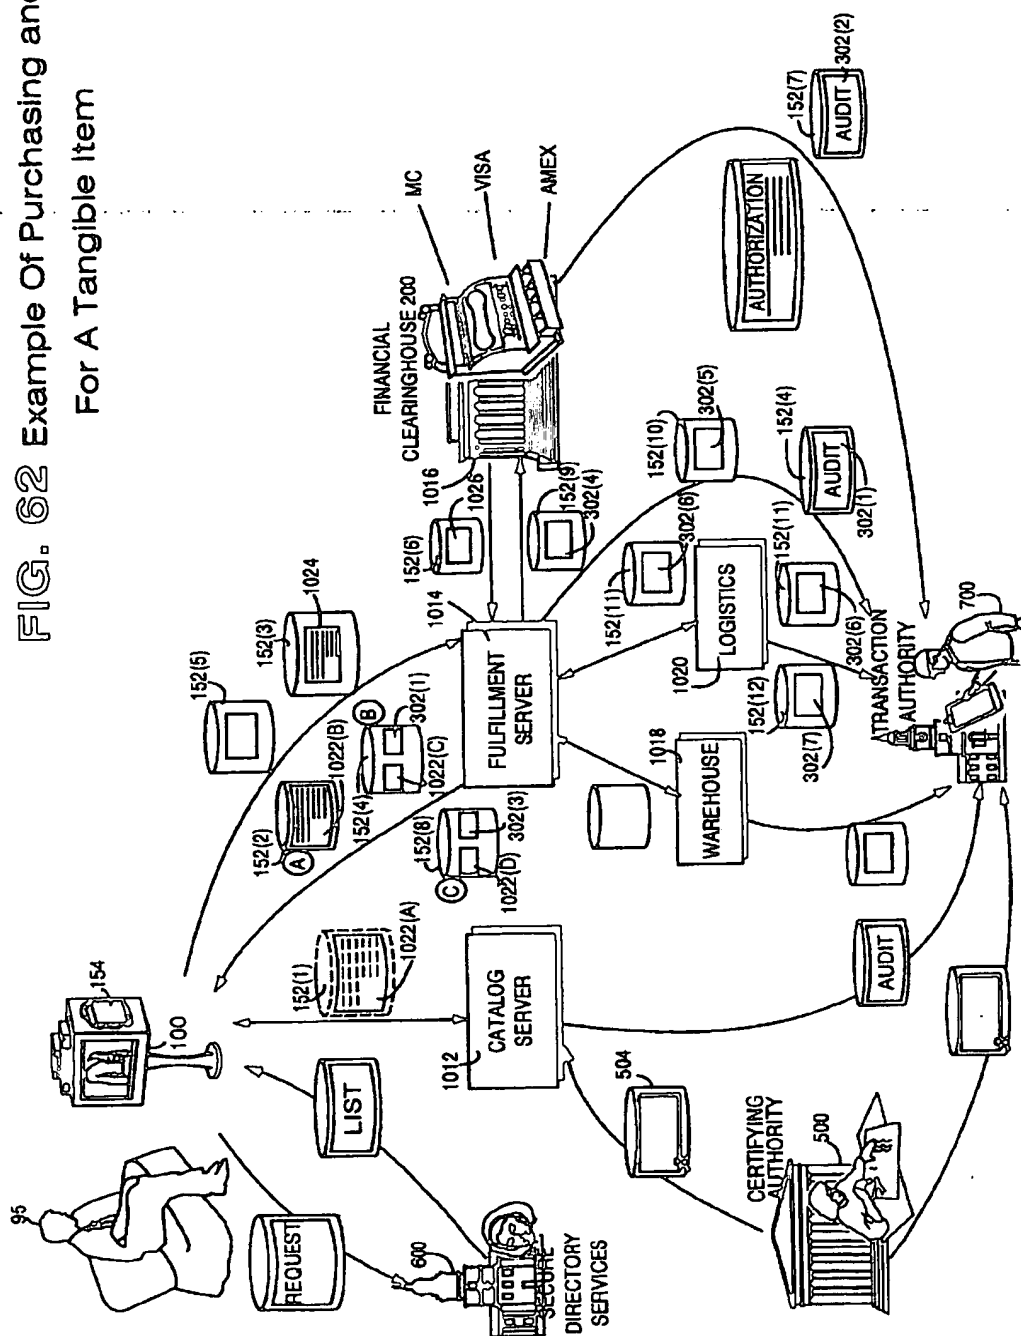 FIG. 62 Example Of Purchasing and
For A Tangible Item
95
REQUEST
154
100
LIST
600
SECURE
DIRECTORY
SERVICES
152(1)
1022(A)
1012
CATALOG
SERVER
504
CERTIFYING
AUTHORITY
500
AUDIT
152(5)
152(3)
1024
152(2)
A
1022(B)
152(4)
B
302(1)
1022(C)
152(8)
C
302(3)
1022(D)
1014
FULFILLMENT
SERVER
1018
WAREHOUSE
152(6)
1026
152(9)
302(4)
1016
FINANCIAL
CLEARINGHOUSE 200
MC
VISA
AMEX
152(11)
302(6)
1020
LOGISTICS
152(10)
302(5)
152(12)
302(7)
152(11)
302(6)
152(4)
AUDIT
302(1)
AUTHORIZATION
152(7)
AUDIT
302(2)
TRANSACTION
AUTHORITY
700